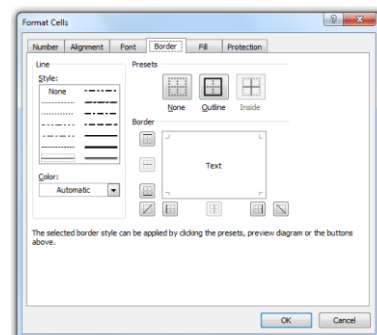 Format Cells
Number Alignment Font Border Fill Protection
Line
Style:
None
Color:
Automatic
Presets
None Outline Inside
Border
Text
The selected border style can be applied by clicking the presets, preview diagram or the buttons
above.
OK Cancel